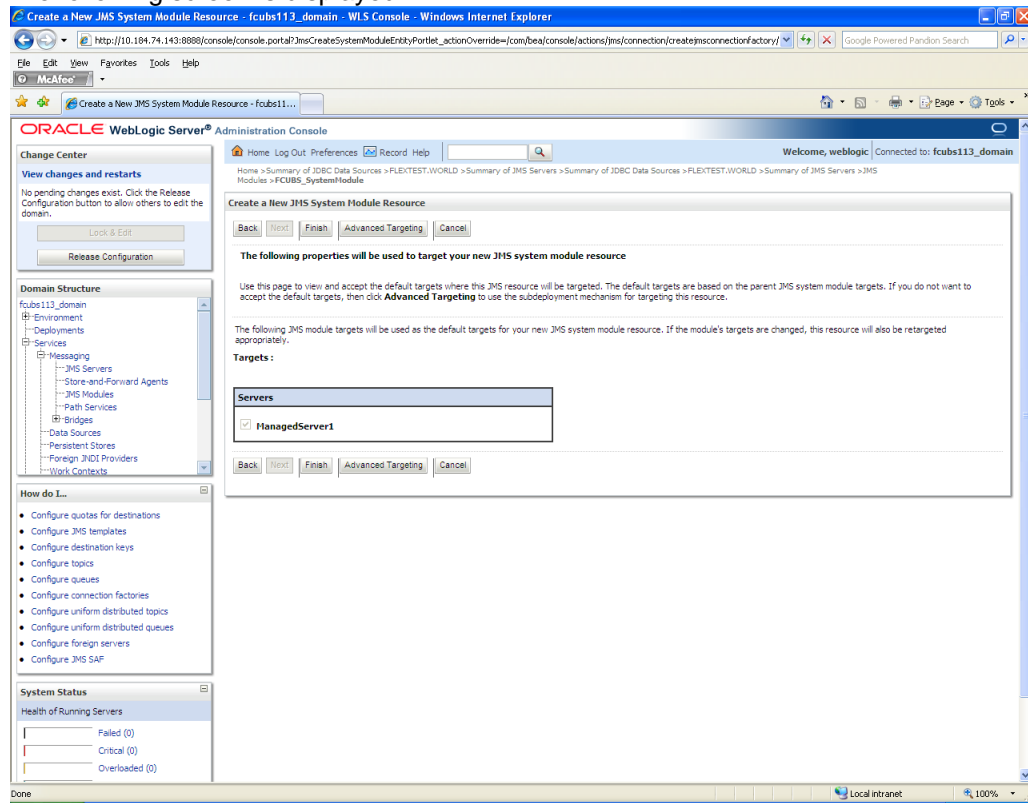 Create a New JMS System Module Resource - fcubs113_domain - WLS Console - Windows Internet Explorer
http://10.184.74.143:8888/console/console.portal?JmsCreateSystemModuleEntityPortlet_actionOverride=/com/bea/console/actions/jms/connection/createjmsconnectionfactory/
Google Powered Pandion Search
File Edit View Favorites Tools Help
McAfee
Create a New JMS System Module Resource - fcubs11...
Page Tools
ORACLE WebLogic Server® Administration Console
Change Center
View changes and restarts
No pending changes exist. Click the Release
Configuration button to allow others to edit the
domain.
Lock & Edit
Release Configuration
Domain Structure
fcubs113_domain
Environment
Deployments
Services
Messaging
JMS Servers
Store-and-Forward Agents
JMS Modules
Path Services
Bridges
Data Sources
Persistent Stores
Foreign JNDI Providers
Work Contexts
How do I...
Configure quotas for destinations
Configure JMS templates
Configure destination keys
Configure topics
Configure queues
Configure connection factories
Configure uniform distributed topics
Configure uniform distributed queues
Configure foreign servers
Configure JMS SAF
System Status
Health of Running Servers
Failed (0)
Critical (0)
Overloaded (0)
Home Log Out Preferences Record Help
Welcome, weblogic Connected to: fcubs113_domain
Home >Summary of JDBC Data Sources >FLEXTEST.WORLD >Summary of JMS Servers >Summary of JDBC Data Sources >FLEXTEST.WORLD >Summary of JMS Servers >JMS
Modules >FCUBS_SystemModule
Create a New JMS System Module Resource
Back Next Finish Advanced Targeting Cancel
The following properties will be used to target your new JMS system module resource
Use this page to view and accept the default targets where this JMS resource will be targeted. The default targets are based on the parent JMS system module targets. If you do not want to
accept the default targets, then click Advanced Targeting to use the subdeployment mechanism for targeting this resource.
The following JMS module targets will be used as the default targets for your new JMS system module resource. If the module's targets are changed, this resource will also be retargeted
appropriately.
Targets :
Servers
ManagedServer1
Back Next Finish Advanced Targeting Cancel
Done
Local intranet
100%